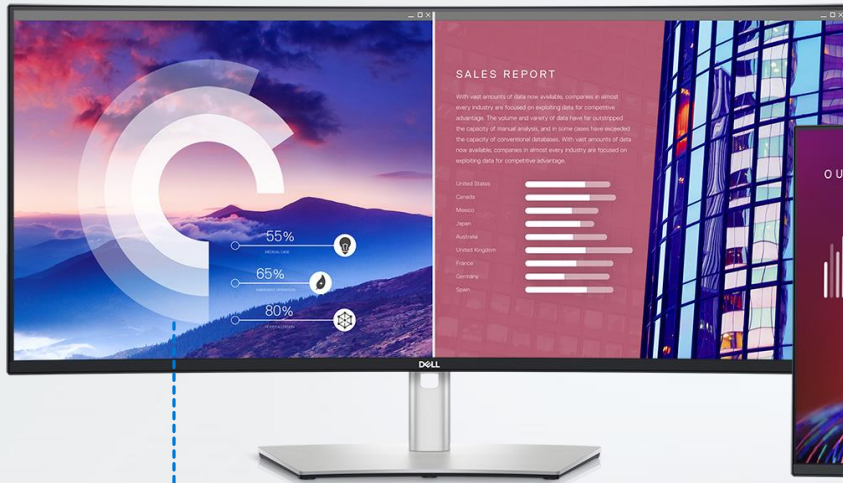 SALES REPORT
With vast amounts of data now available, companies in almost
every industry are focused on exploiting data for competitive
advantage. The volume and variety of data have far outstripped
the capacity of manual analysis, and in some cases have exceeded
the capacity of conventional databases. With vast amounts of data
now available, companies in almost every industry are focused on
exploiting data for competitive advantage.
United States
Canada
Mexico
Japan
Australia
United Kingdom
France
Germany
Spain
55%
MEDICAL CASE
65%
80%
OU
DELL